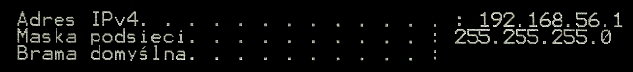 Adres IPv4. . . . . . . . . . . . . : 192.168.56.1
Maska podsieci. . . . . . . . . . : 255.255.255.0
Brama domyślna. . . . . . . . . . :